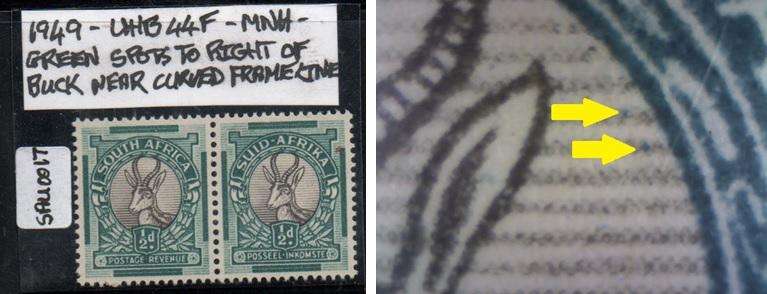 1949 - UHB 44F - MNH -
GREEN SPOTS TO RIGHT OF
BUCK NEAR CURVED FRAMELINE
SAU0917
SOUTH AFRICA
½d.
POSTAGE REVENUE
SUID-AFRIKA
½d.
POSSEEL-INKOMSTE